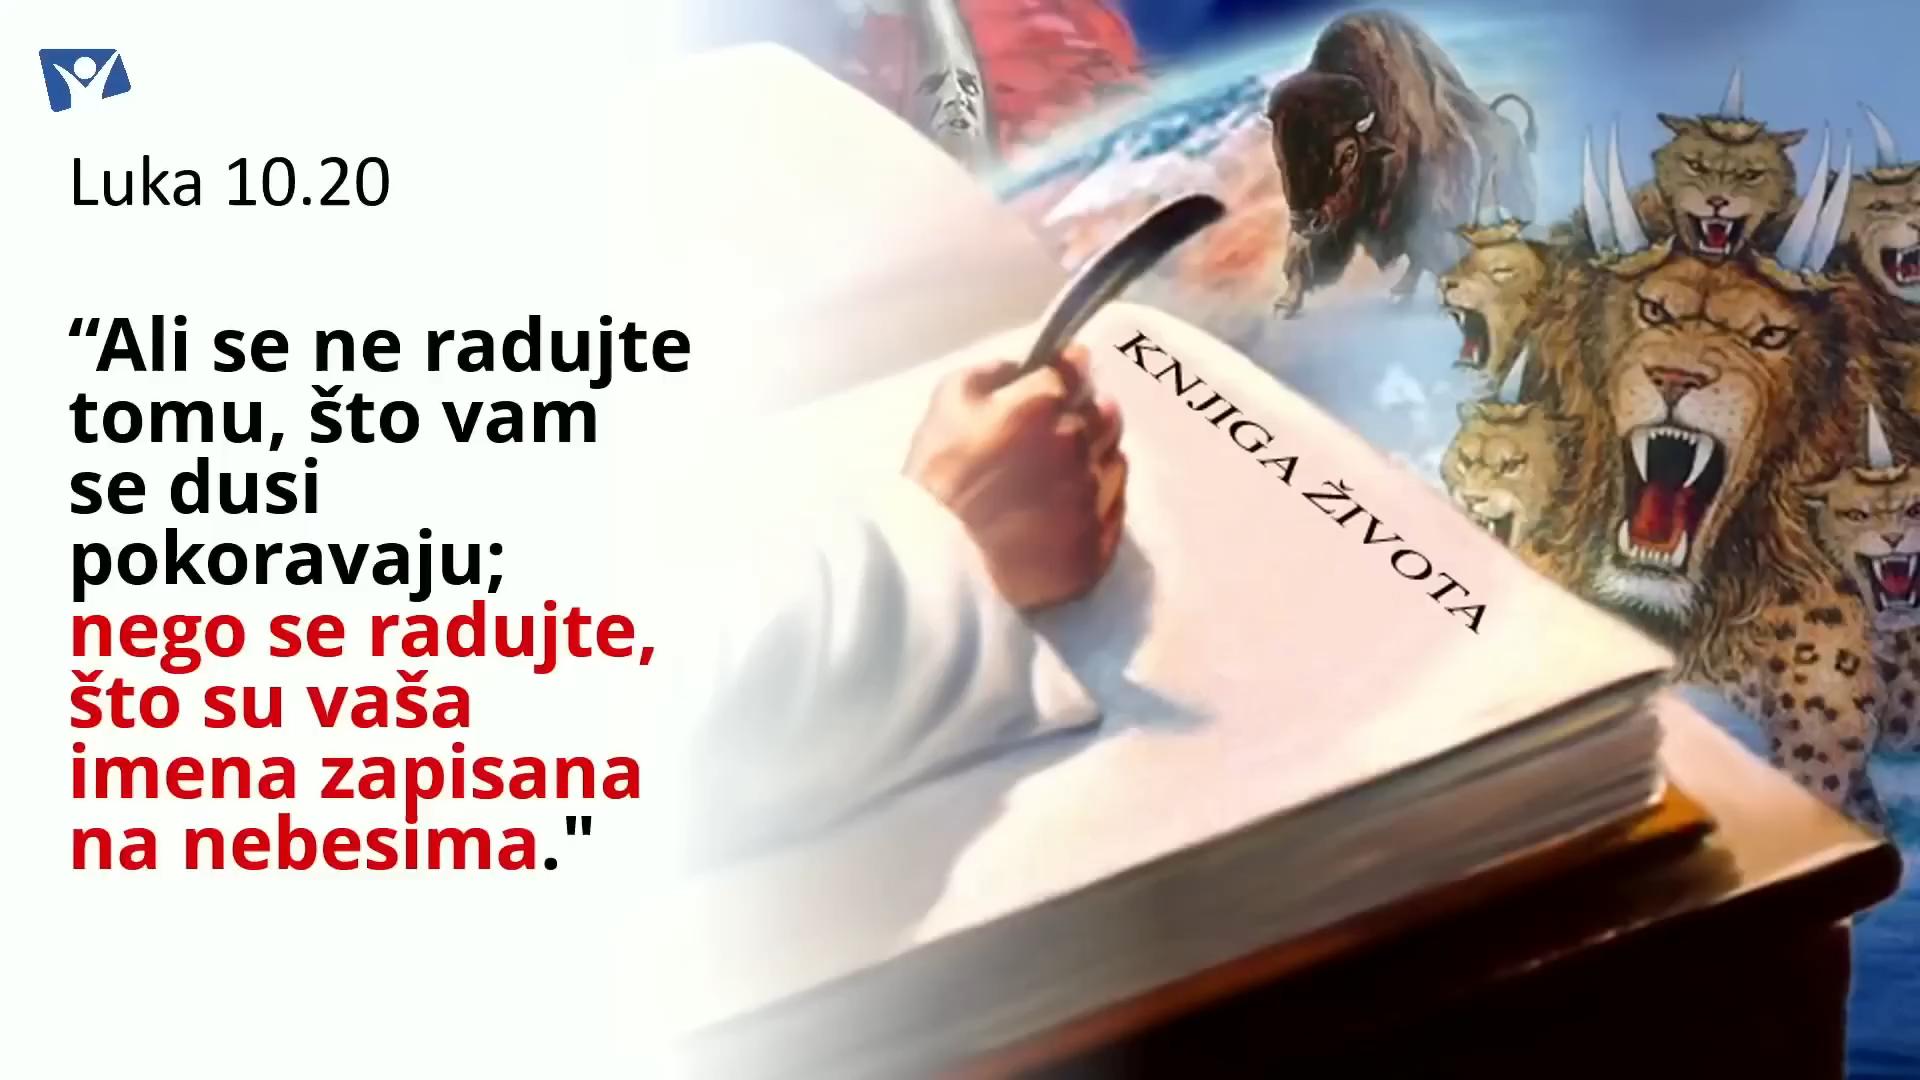 Luka 10.20
“Ali se ne radujte
tomu, što vam
se dusi
pokoravaju;
nego se radujte,
što su vaša
imena zapisana
na nebesima."
KNJIGA ŽIVOTA